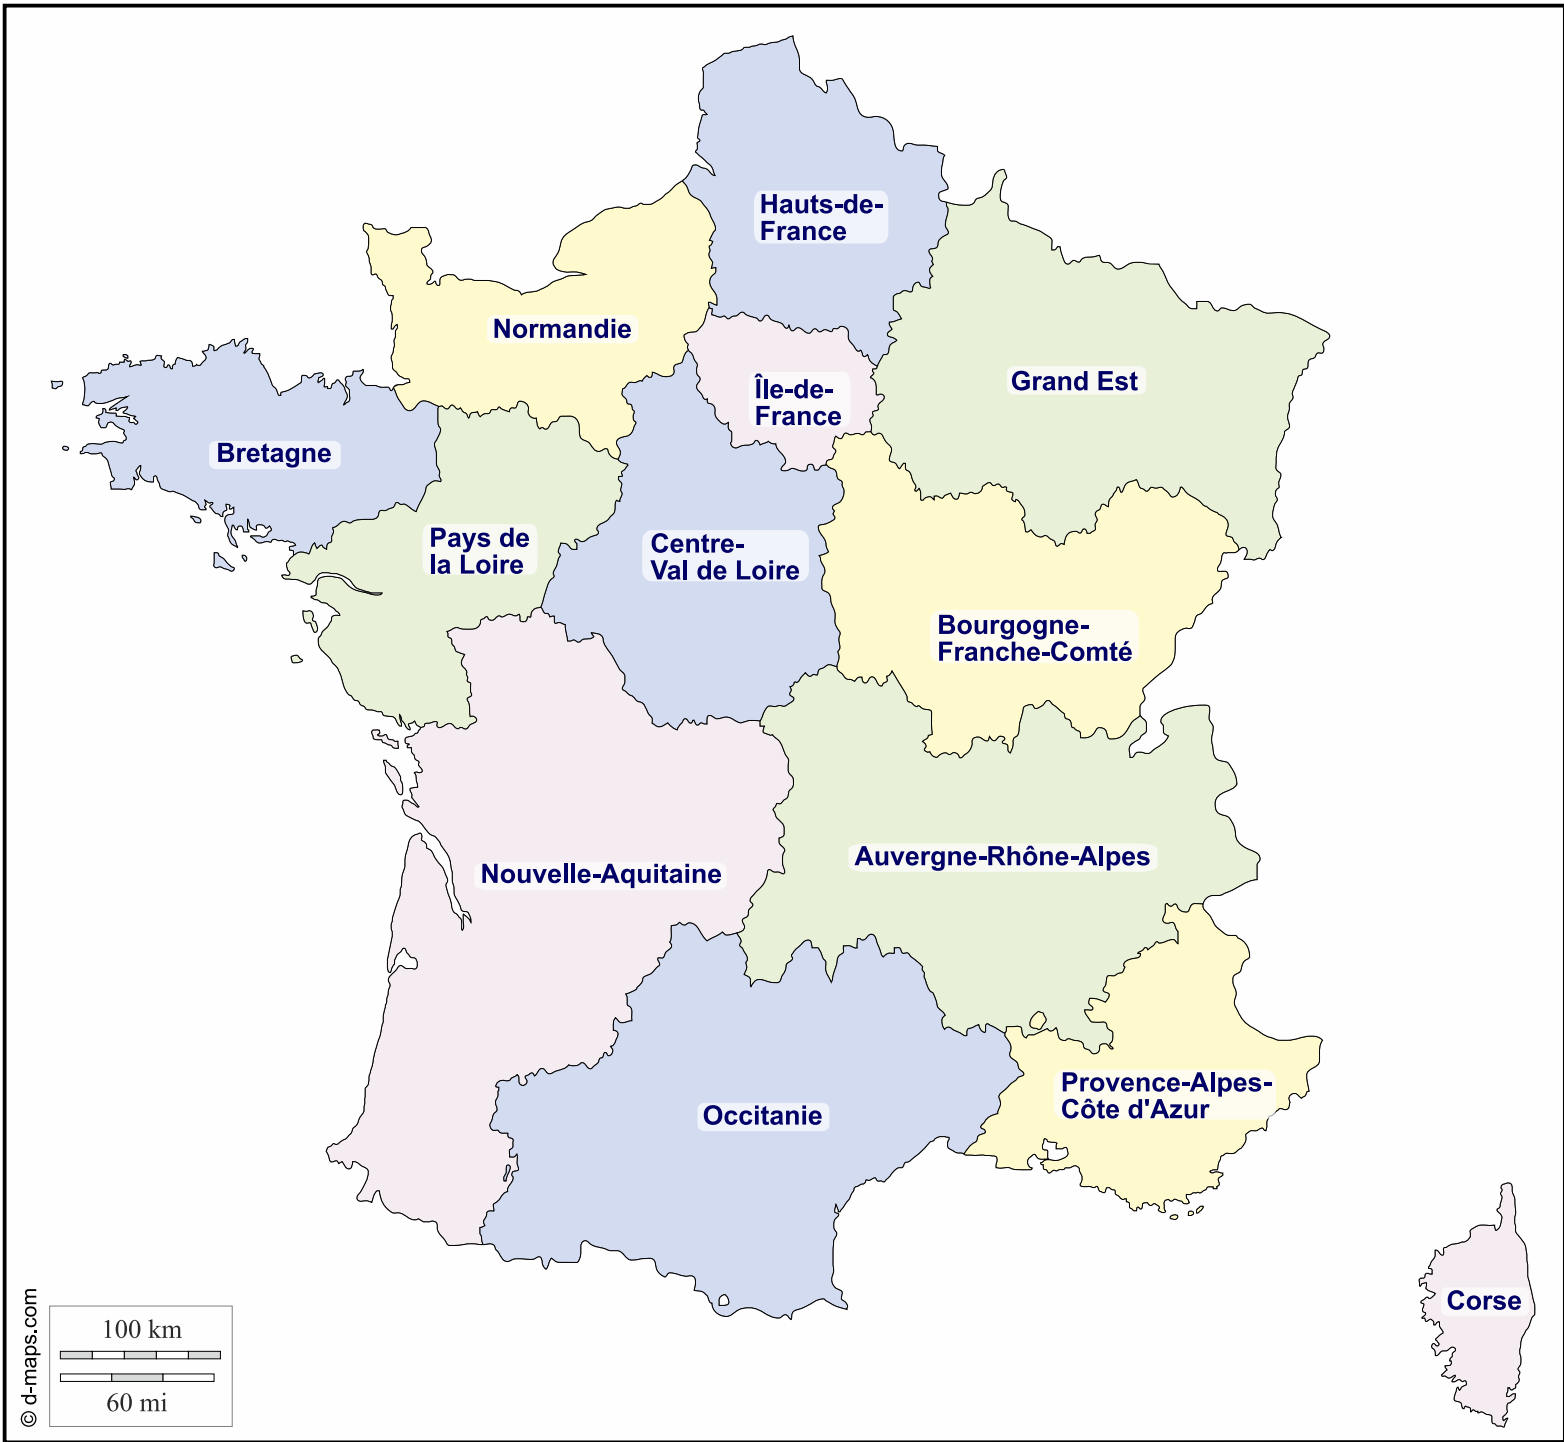 Hauts-de-
France
Normandie
Île-de-
France
Grand Est
Bretagne
Pays de
la Loire
Centre-
Val de Loire
Bourgogne-
Franche-Comté
Nouvelle-Aquitaine
Auvergne-Rhône-Alpes
Occitanie
Provence-Alpes-
Côte d'Azur
Corse
© d-maps.com
100 km
60 mi